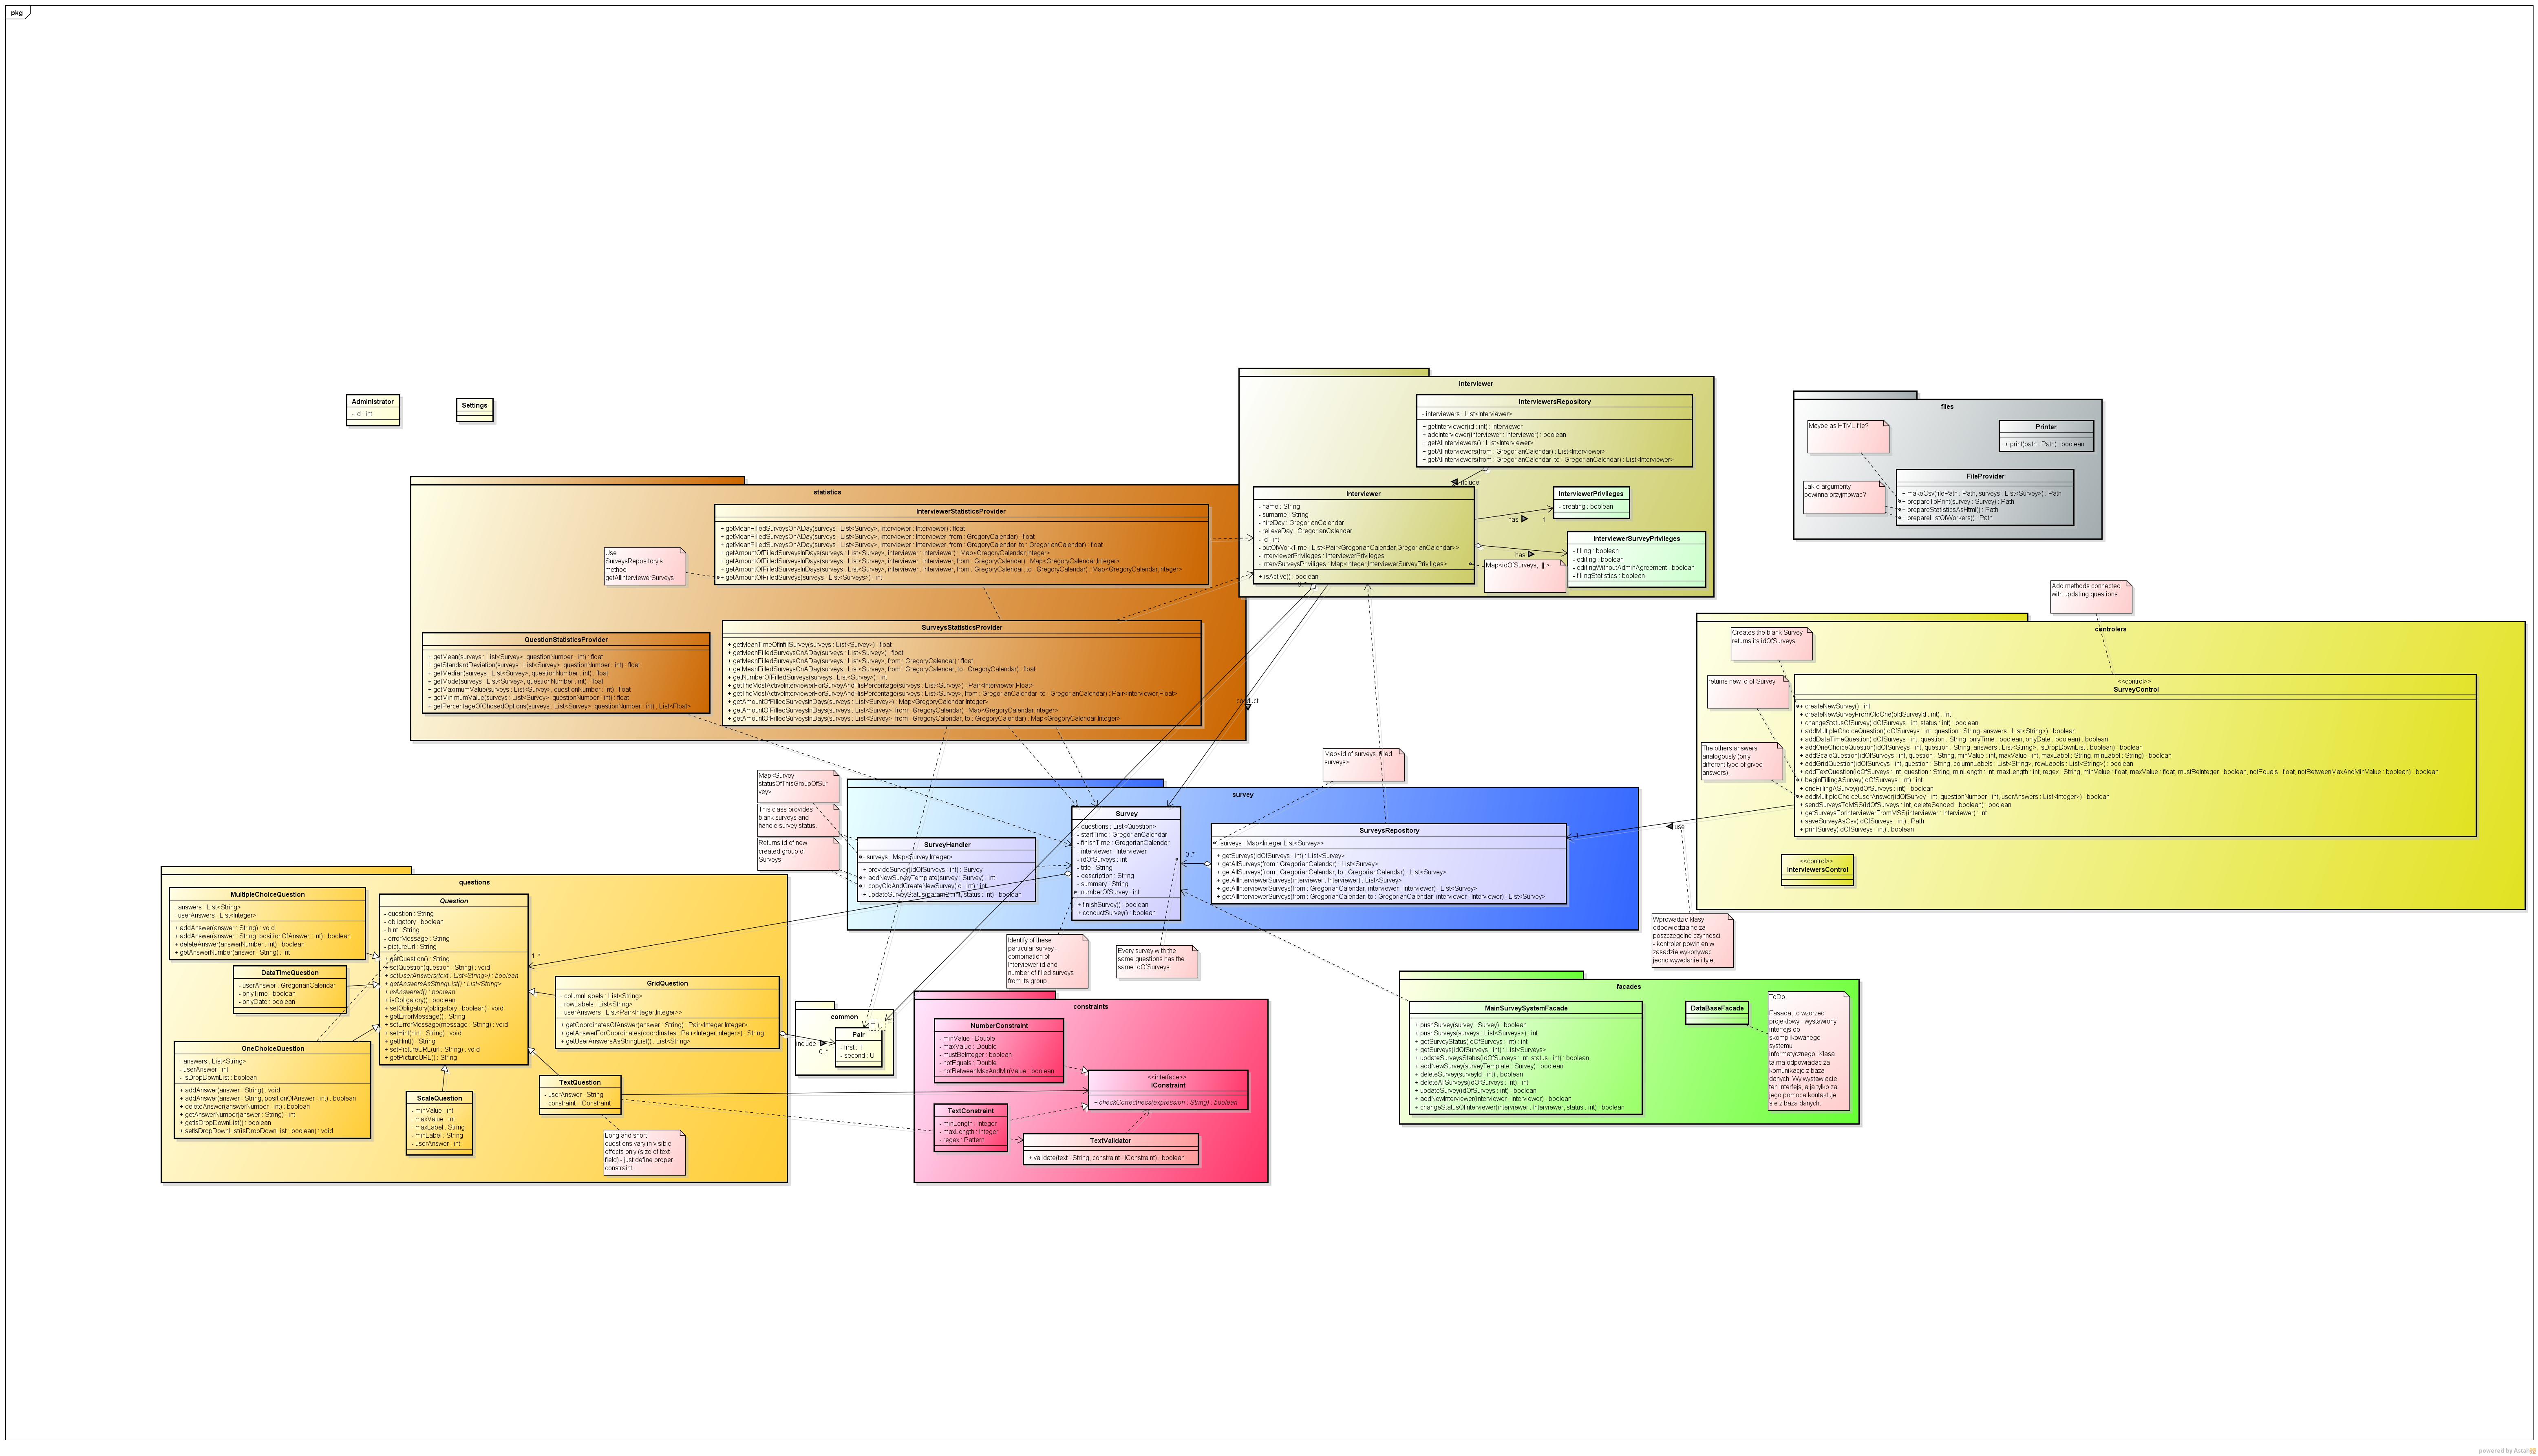 pkg
Administrator
- id : int
Settings
statistics
InterviewerStatisticsProvider
+ getMeanFilledSurveysOnADay(surveys : List<Survey>, interviewer : Interviewer) : float
+ getMeanFilledSurveysOnADay(surveys : List<Survey>, interviewer : Interviewer, from : GregoryCalendar) : float
+ getMeanFilledSurveysOnADay(surveys : List<Survey>, interviewer : Interviewer, from : GregoryCalendar, to : GregorianCalendar) : float
+ getAmountOfFilledSurveysInDays(surveys : List<Survey>, interviewer : Interviewer) : Map<GregoryCalendar,Integer>
+ getAmountOfFilledSurveysInDays(surveys : List<Survey>, interviewer : Interviewer, from : GregoryCalendar) : Map<GregoryCalendar,Integer>
+ getAmountOfFilledSurveysInDays(surveys : List<Survey>, interviewer : Interviewer, from : GregoryCalendar, to : GregoryCalendar) : Map<GregoryCalendar,Integer>
+ getAmountOfFilledSurveys(surveys : List<Surveys>) : int
Use
SurveysRepository's
method
getAllInterviewerSurveys
QuestionStatisticsProvider
+ getMean(surveys : List<Survey>, questionNumber : int) : float
+ getStandardDeviation(surveys : List<Survey>, questionNumber : int) : float
+ getMedian(surveys : List<Survey>, questionNumber : int) : float
+ getMode(surveys : List<Survey>, questionNumber : int) : float
+ getMaximumValue(surveys : List<Survey>, questionNumber : int) : float
+ getMinimumValue(surveys : List<Survey>, questionNumber : int) : float
+ getPercentageOfChosedOptions(surveys : List<Survey>, questionNumber : int) : List<Float>
SurveysStatisticsProvider
+ getMeanTimeOfInfillSurvey(surveys : List<Survey>) : float
+ getMeanFilledSurveysOnADay(surveys : List<Survey>) : float
+ getMeanFilledSurveysOnADay(surveys : List<Survey>, from : GregoryCalendar) : float
+ getMeanFilledSurveysOnADay(surveys : List<Survey>, from : GregoryCalendar, to : GregoryCalendar) : float
+ getNumberOfFilledSurveys(surveys : List<Survey>) : int
+ getTheMostActiveInterviewerForSurveyAndHisPercentage(surveys : List<Survey>) : Pair<Interviewer,Float>
+ getTheMostActiveInterviewerForSurveyAndHisPercentage(surveys : List<Survey>, from : GregorianCalendar, to : GregorianCalendar) : Pair<Interviewer,Float>
+ getAmountOfFilledSurveysInDays(surveys : List<Survey>) : Map<GregoryCalendar,Integer>
+ getAmountOfFilledSurveysInDays(surveys : List<Survey>, from : GregoryCalendar) : Map<GregoryCalendar,Integer>
+ getAmountOfFilledSurveysInDays(surveys : List<Survey>, from : GregoryCalendar, to : GregoryCalendar) : Map<GregoryCalendar,Integer>
interviewer
InterviewersRepository
- interviewers : List<Interviewer>
+ getInterviewer(id : int) : Interviewer
+ addInterviewer(interviewer : Interviewer) : boolean
+ getAllInterviewers() : List<Interviewer>
+ getAllInterviewers(from : GregorianCalendar) : List<Interviewer>
+ getAllInterviewers(from : GregorianCalendar, to : GregorianCalendar) : List<Interviewer>
include
Interviewer
- name : String
- surname : String
- hireDay : GregorianCalendar
- relieveDay : GregorianCalendar
- id : int
- outOfWorkTime : List<Pair<GregorianCalendar,GregorianCalendar>>
- interviewerPrivileges : InterviewerPrivileges
- intervSurveysPriviliges : Map<Integer,InterviewerSurveyPriviliges>
+ isActive() : boolean
0..*
has
1
has
InterviewerPrivileges
- creating : boolean
InterviewerSurveyPrivileges
- filling : boolean
- editing : boolean
- editingWithoutAdminAgreement : boolean
- fillingStatistics : boolean
Map<idOfSurveys, -||->
conduct
files
Maybe as HTML file?
Printer
+ print(path : Path) : boolean
Jakie argumenty
powinna przyjmowac?
FileProvider
+ makeCsv(filePath : Path, surveys : List<Survey>) : Path
+ prepareToPrint(survey : Survey) : Path
+ prepareStatisticsAsHtml() : Path
+ prepareListOfWorkers() : Path
Add methods connected
with updating questions.
controlers
Creates the blank Survey
returns its idOfSurveys.
returns new id of Survey
The others answers
analogously (only
different type of gived
answers).
<<control>>
SurveyControl
+ createNewSurvey() : int
+ createNewSurveyFromOldOne(oldSurveyId : int) : int
+ changeStatusOfSurvey(idOfSurveys : int, status : int) : boolean
+ addMultipleChoiceQuestion(idOfSurveys : int, question : String, answers : List<String>) : boolean
+ addDataTimeQuestion(idOfSurveys : int, question : String, onlyTime : boolean, onlyDate : boolean) : boolean
+ addOneChoiceQuestion(idOfSurveys : int, question : String, answers : List<String>, isDropDownList : boolean) : boolean
+ addScaleQuestion(idOfSurveys : int, question : String, minValue : int, maxValue : int, maxLabel : String, minLabel : String) : boolean
+ addGridQuestion(idOfSurveys : int, question : String, columnLabels : List<String>, rowLabels : List<String>) : boolean
+ addTextQuestion(idOfSurveys : int, question : String, minLength : int, maxLength : int, regex : String, minValue : float, maxValue : float, mustBeInteger : boolean, notEquals : float, notBetweenMaxAndMinValue : boolean) : boolean
+ beginFillingASurvey(idOfSurveys : int) : int
+ endFillingASurvey(idOfSurveys : int) : boolean
+ addMultipleChoiceUserAnswer(idOfSurvey : int, questionNumber : int, userAnswers : List<Integer>) : boolean
+ sendSurveysToMSS(idOfSurveys : int, deleteSended : boolean) : boolean
+ getSurveysForInterviewerFromMSS(interviewer : Interviewer) : int
+ saveSurveyAsCsv(idOfSurveys : int) : Path
+ printSurvey(idOfSurveys : int) : boolean
<<control>>
InterviewersControl
use
1
Wprowadzic klasy
odpowiedzialne za
poszczegolne czynnosci
- kontroler powinien w
zasadzie wykonywac
jedno wywolanie i tyle.
Map<id of surveys, filled
surveys>
Map<Survey,
statusOfThisGroupOfSur
vey>
This class provides
blank surveys and
handle survey status.
Returns id of new
created group of
Surveys.
survey
SurveyHandler
- surveys : Map<Survey,Integer>
+ provideSurvey(idOfSurveys : int) : Survey
+ addNewSurveyTemplate(survey : Survey) : int
+ copyOldAndCreateNewSurvey(id : int) : int
+ updateSurveyStatus(param2 : int, status : int) : boolean
Survey
- questions : List<Question>
- startTime : GregorianCalendar
- finishTime : GregorianCalendar
- interviewer : Interviewer
- idOfSurveys : int
- title : String
- description : String
- summary : String
- numberOfSurvey : int
+ finishSurvey() : boolean
+ conductSurvey() : boolean
0..*
SurveysRepository
- surveys : Map<Integer,List<Survey>>
+ getSurveys(idOfSurveys : int) : List<Survey>
+ getAllSurveys(from : GregorianCalendar) : List<Survey>
+ getAllSurveys(from : GregorianCalendar, to : GregorianCalendar) : List<Survey>
+ getAllInterviewerSurveys(interviewer : Interviewer) : List<Survey>
+ getAllInterviewerSurveys(from : GregorianCalendar, interviewer : Interviewer) : List<Survey>
+ getAllInterviewerSurveys(from : GregorianCalendar, to : GregorianCalendar, interviewer : Interviewer) : List<Survey>
Identify of these
particular survey -
combination of
Interviewer id and
number of filled surveys
from its group.
Every survey with the
same questions has the
same idOfSurveys.
questions
MultipleChoiceQuestion
- answers : List<String>
- userAnswers : List<Integer>
+ addAnswer(answer : String) : void
+ addAnswer(answer : String, positionOfAnswer : int) : boolean
+ deleteAnswer(answerNumber : int) : boolean
+ getAnswerNumber(answer : String) : int
DataTimeQuestion
- userAnswer : GregorianCalendar
- onlyTime : boolean
- onlyDate : boolean
OneChoiceQuestion
- answers : List<String>
- userAnswer : int
- isDropDownList : boolean
+ addAnswer(answer : String) : void
+ addAnswer(answer : String, positionOfAnswer : int) : boolean
+ deleteAnswer(answerNumber : int) : boolean
+ getAnswerNumber(answer : String) : int
+ getIsDropDownList() : boolean
+ setIsDropDownList(isDropDownList : boolean) : void
Question
- question : String
- obligatory : boolean
- hint : String
- errorMessage : String
- pictureUrl : String
+ getQuestion() : String
+ setQuestion(question : String) : void
+ setUserAnswers(text : List<String>) : boolean
+ getAnswersAsStringList() : List<String>
+ isAnswered() : boolean
+ isObligatory() : boolean
+ setObligatory(obligatory : boolean) : void
+ getErrorMessage() : String
+ setErrorMessage(message : String) : void
+ setHint(hint : String) : void
+ getHint() : String
+ setPictureURL(url : String) : void
+ getPictureURL() : String
1..*
GridQuestion
- columnLabels : List<String>
- rowLabels : List<String>
- userAnswers : List<Pair<Integer,Integer>>
+ getCoordinatesOfAnswer(answer : String) : Pair<Integer,Integer>
+ getAnswerForCoordinates(coordinates : Pair<Integer,Integer>) : String
+ getUserAnswersAsStringList() : List<String>
ScaleQuestion
- minValue : int
- maxValue : int
- maxLabel : String
- minLabel : String
- userAnswer : int
TextQuestion
- userAnswer : String
- constraint : IConstraint
Long and short
questions vary in visible
effects only (size of text
field) - just define proper
constraint.
common
T, U
Pair
- first : T
- second : U
include
0..*
constraints
NumberConstraint
- minValue : Double
- maxValue : Double
- mustBeInteger : boolean
- notEquals : Double
- notBetweenMaxAndMinValue : boolean
<<interface>>
IConstraint
+ checkCorrectness(expression : String) : boolean
TextConstraint
- minLength : Integer
- maxLength : Integer
- regex : Pattern
TextValidator
+ validate(text : String, constraint : IConstraint) : boolean
facades
MainSurveySystemFacade
+ pushSurvey(survey : Survey) : boolean
+ pushSurveys(surveys : List<Surveys>) : int
+ getSurveyStatus(idOfSurveys : int) : int
+ getSurveys(idOfSurveys : int) : List<Surveys>
+ updateSurveysStatus(idOfSurveys : int, status : int) : boolean
+ addNewSurvey(surveyTemplate : Survey) : boolean
+ deleteSurvey(surveyId : int) : boolean
+ deleteAllSurveys(idOfSurveys : int) : int
+ updateSurvey(idOfSurveys : int) : boolean
+ addNewInterviewer(interviewer : Interviewer) : boolean
+ changeStatusOfInterviewer(interviewer : Interviewer, status : int) : boolean
DataBaseFacade
ToDo
Fasada, to wzorzec
projektowy - wystawiony
interfejs do
skomplikowanego
systemu
informatycznego. Klasa
ta ma odpowiadac za
komunikacje z baza
danych. Wy wystawiacie
ten interfejs, a ja tylko za
jego pomoca kontaktuje
sie z baza danych.
powered by Astah